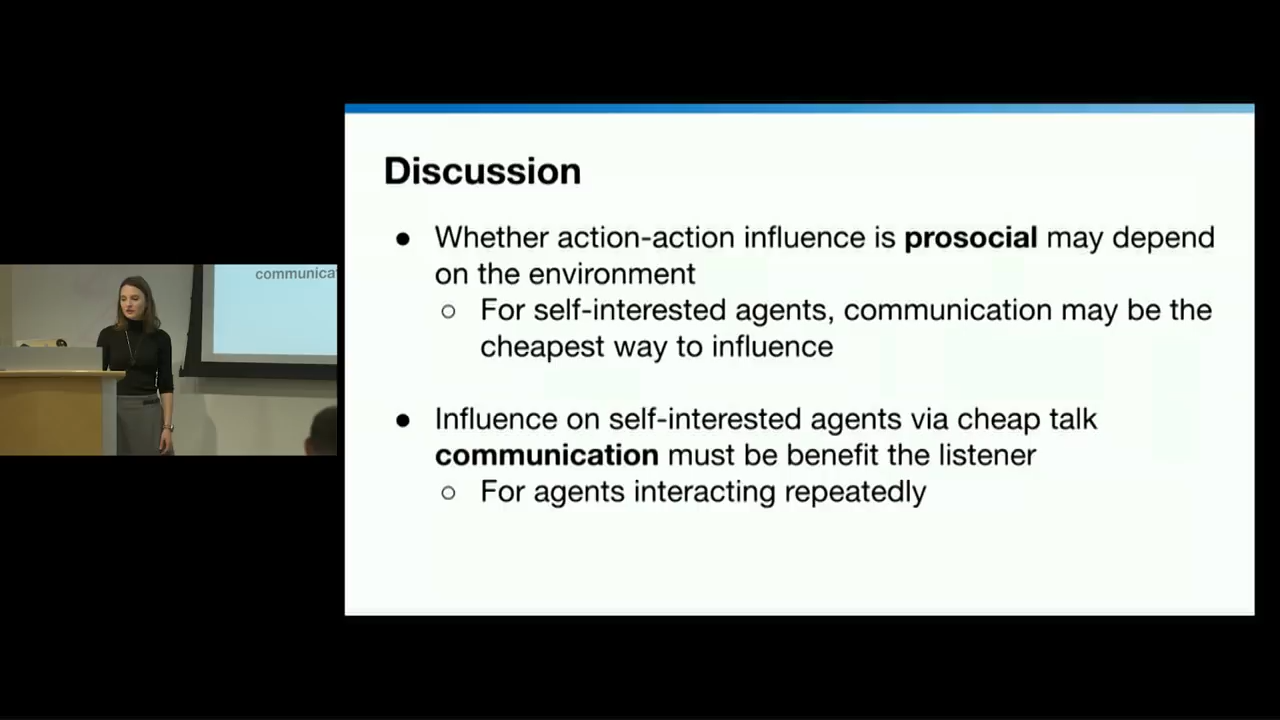 communica
Discussion
● Whether action-action influence is prosocial may depend
on the environment
○ For self-interested agents, communication may be the
cheapest way to influence
● Influence on self-interested agents via cheap talk
communication must be benefit the listener
○ For agents interacting repeatedly